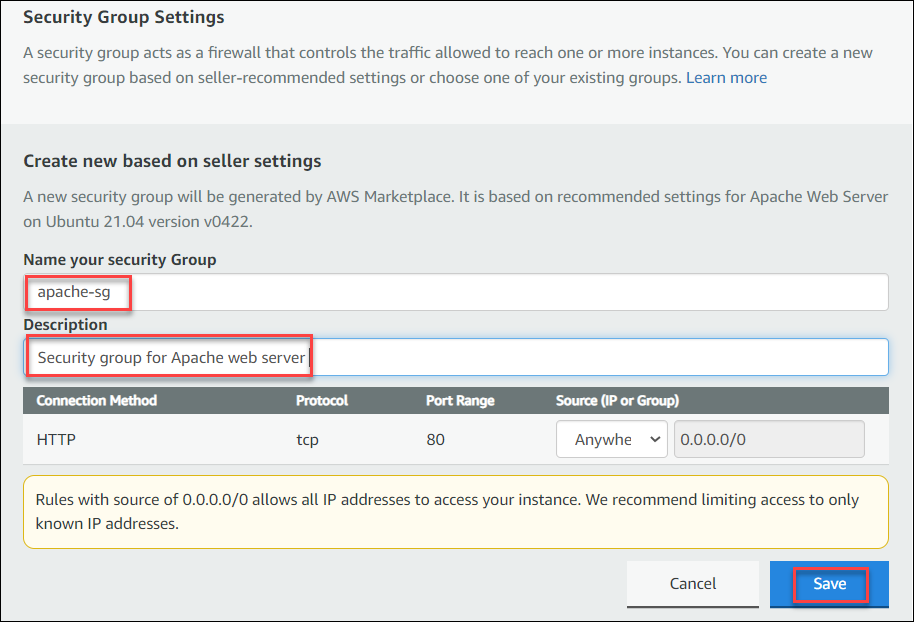 Security Group Settings
A security group acts as a firewall that controls the traffic allowed to reach one or more instances. You can create a new
security group based on seller-recommended settings or choose one of your existing groups. Learn more
Create new based on seller settings
A new security group will be generated by AWS Marketplace. It is based on recommended settings for Apache Web Server
on Ubuntu 21.04 version v0422.
Name your security Group
apache-sg
Description
Security group for Apache web server
Connection Method Protocol Port Range Source (IP or Group)
HTTP tcp 80 Anywhe 0.0.0.0/0
Rules with source of 0.0.0.0/0 allows all IP addresses to access your instance. We recommend limiting access to only
known IP addresses.
Cancel Save